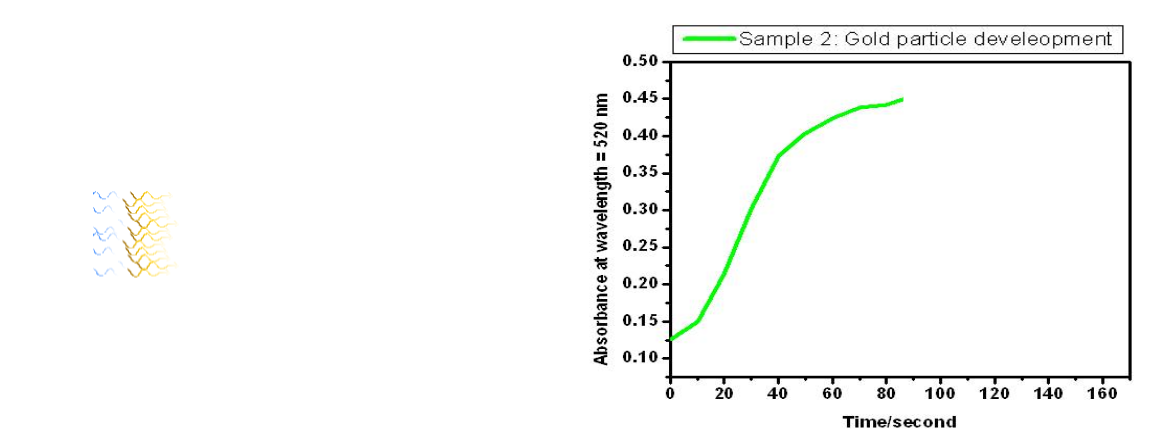 Sample 2: Gold particle develeopment
0.50
0.45
0.40
0.35
0.30
0.25
0.20
0.15
0.10
Absorbance at wavelength = 520 nm
0 20 40 60 80 100 120 140 160
Time/second